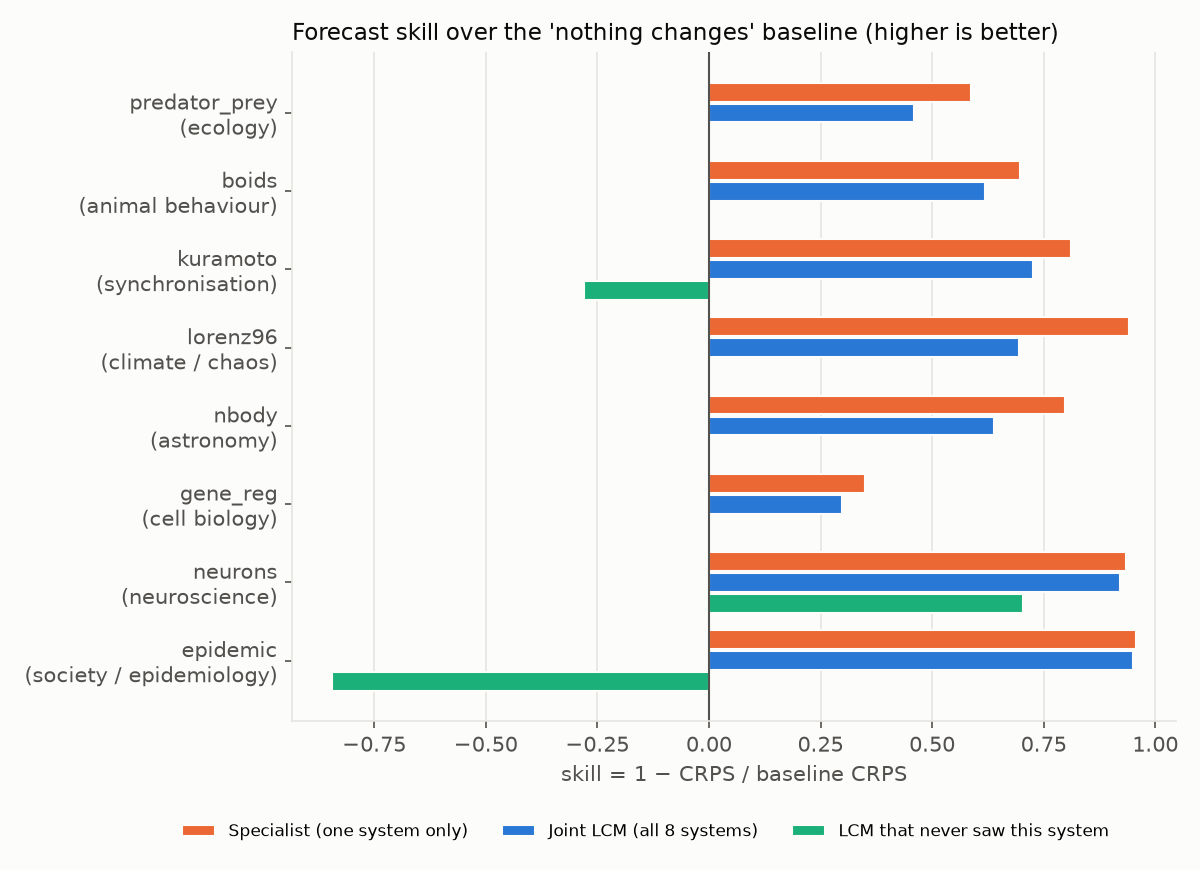 Forecast skill over the 'nothing changes' baseline (higher is better)
predator_prey
(ecology)
boids
(animal behaviour)
kuramoto
(synchronisation)
lorenz96
(climate / chaos)
nbody
(astronomy)
gene_reg
(cell biology)
neurons
(neuroscience)
epidemic
(society / epidemiology)
−0.75 −0.50 −0.25 0.00 0.25 0.50 0.75 1.00
skill = 1 − CRPS / baseline CRPS
Specialist (one system only) Joint LCM (all 8 systems) LCM that never saw this system